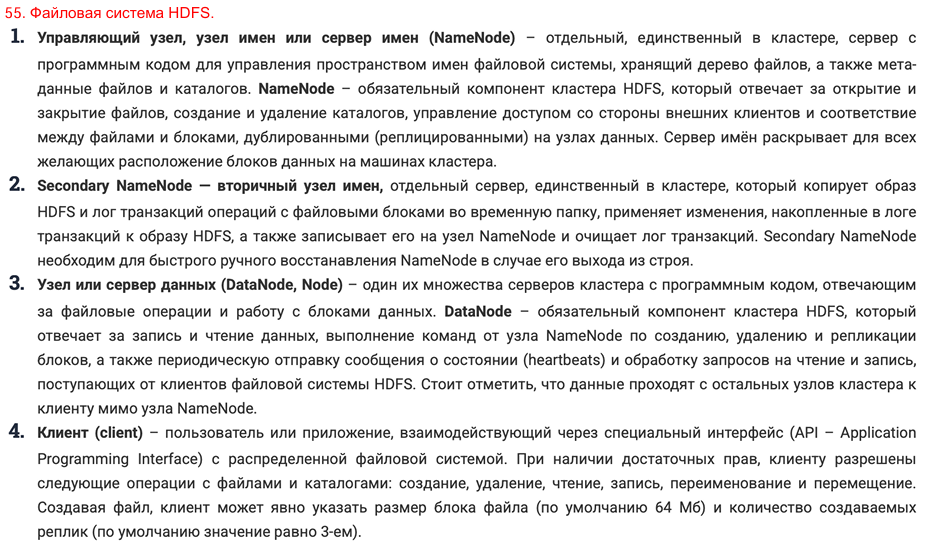 55. Файловая система HDFS.
1. Управляющий узел, узел имен или сервер имен (NameNode) – отдельный, единственный в кластере, сервер с
программным кодом для управления пространством имен файловой системы, хранящий дерево файлов, а также мета-
данные файлов и каталогов. NameNode – обязательный компонент кластера HDFS, который отвечает за открытие и
закрытие файлов, создание и удаление каталогов, управление доступом со стороны внешних клиентов и соответствие
между файлами и блоками, дублированными (реплицированными) на узлах данных. Сервер имён раскрывает для всех
желающих расположение блоков данных на машинах кластера.
2. Secondary NameNode — вторичный узел имен, отдельный сервер, единственный в кластере, который копирует образ
HDFS и лог транзакций операций с файловыми блоками во временную папку, применяет изменения, накопленные в логе
транзакций к образу HDFS, а также записывает его на узел NameNode и очищает лог транзакций. Secondary NameNode
необходим для быстрого ручного восстанавления NameNode в случае его выхода из строя.
3. Узел или сервер данных (DataNode, Node) – один их множества серверов кластера с программным кодом, отвечающим
за файловые операции и работу с блоками данных. DataNode – обязательный компонент кластера HDFS, который
отвечает за запись и чтение данных, выполнение команд от узла NameNode по созданию, удалению и репликации
блоков, а также периодическую отправку сообщения о состоянии (heartbeats) и обработку запросов на чтение и запись,
поступающих от клиентов файловой системы HDFS. Стоит отметить, что данные проходят с остальных узлов кластера к
клиенту мимо узла NameNode.
4. Клиент (client) – пользователь или приложение, взаимодействующий через специальный интерфейс (API – Application
Programming Interface) с распределенной файловой системой. При наличии достаточных прав, клиенту разрешены
следующие операции с файлами и каталогами: создание, удаление, чтение, запись, переименование и перемещение.
Создавая файл, клиент может явно указать размер блока файла (по умолчанию 64 Мб) и количество создаваемых
реплик (по умолчанию значение равно 3-ем).